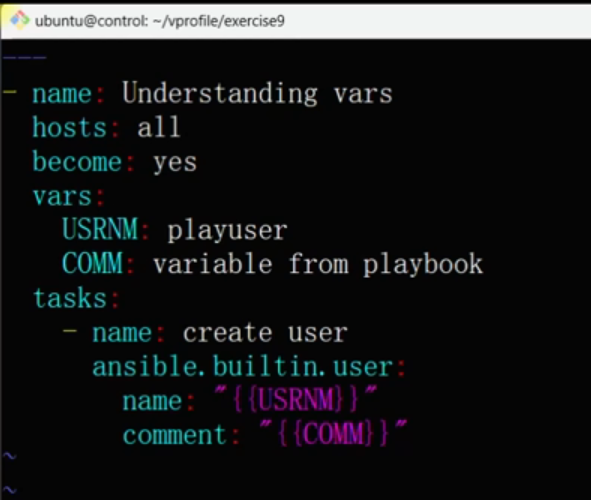 ubuntu@control: ~/vprofile/exercise9
---
- name: Understanding vars
  hosts: all
  become: yes
  vars:
    USRNM: playuser
    COMM: variable from playbook
  tasks:
    - name: create user
      ansible.builtin.user:
        name: "{{USRNM}}"
        comment: "{{COMM}}"
~
~